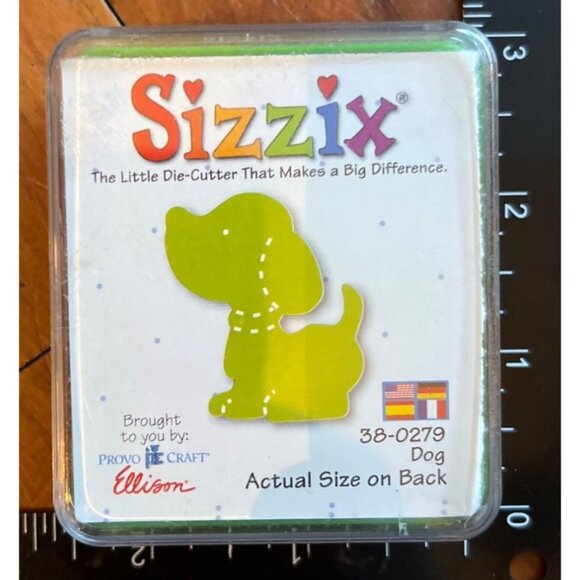 Sizzix®
The Little Die-Cutter That Makes a Big Difference.
Brought
to you by:
PROVO CRAFT®
Ellison®
38-0279
Dog
Actual Size on Back
3
2
1
0